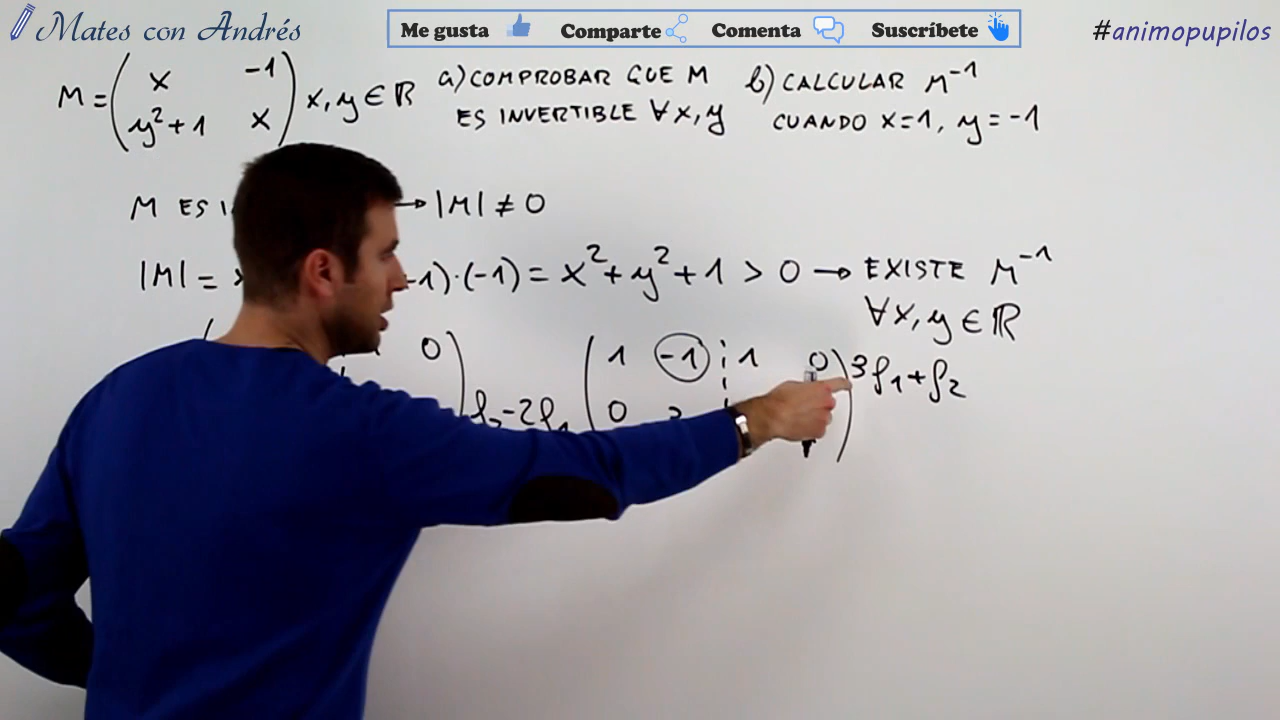 Mates con Andrés
Me gusta Comparte Comenta Suscríbete
#animopupilos
M = ( x -1 ) x, y ∈ ℝ
( y²+1 x )
a) COMPROBAR QUE M
ES INVERTIBLE ∀x, y
b) CALCULAR M⁻¹
CUANDO x=1, y=-1
M ES → |M| ≠ 0
|M| = -1)·(-1) = x²+y²+1 > 0 → EXISTE M⁻¹
∀x, y ∈ ℝ
0 ) ( 1 -1 ¦ 1 0 ) 3f₁+f₂
-2f₁ ( 0